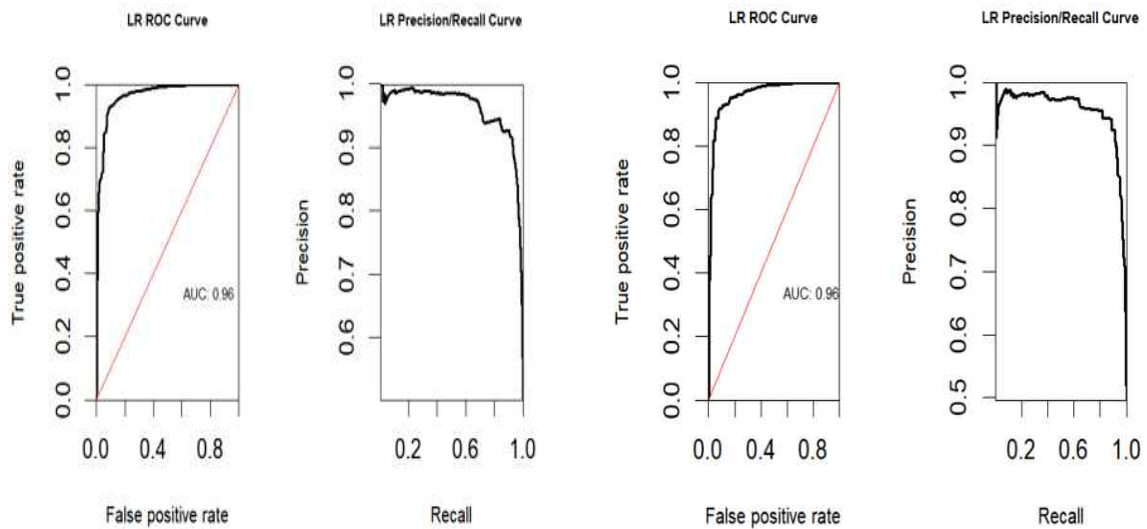 LR ROC Curve
True positive rate
1.0
0.8
0.6
0.4
0.2
0.0
AUC: 0.96
0.0 0.4 0.8
False positive rate
LR Precision/Recall Curve
Precision
1.0
0.9
0.8
0.7
0.6
0.2 0.6 1.0
Recall
LR ROC Curve
True positive rate
1.0
0.8
0.6
0.4
0.2
0.0
AUC: 0.96
0.0 0.4 0.8
False positive rate
LR Precision/Recall Curve
Precision
1.0
0.9
0.8
0.7
0.6
0.5
0.2 0.6 1.0
Recall